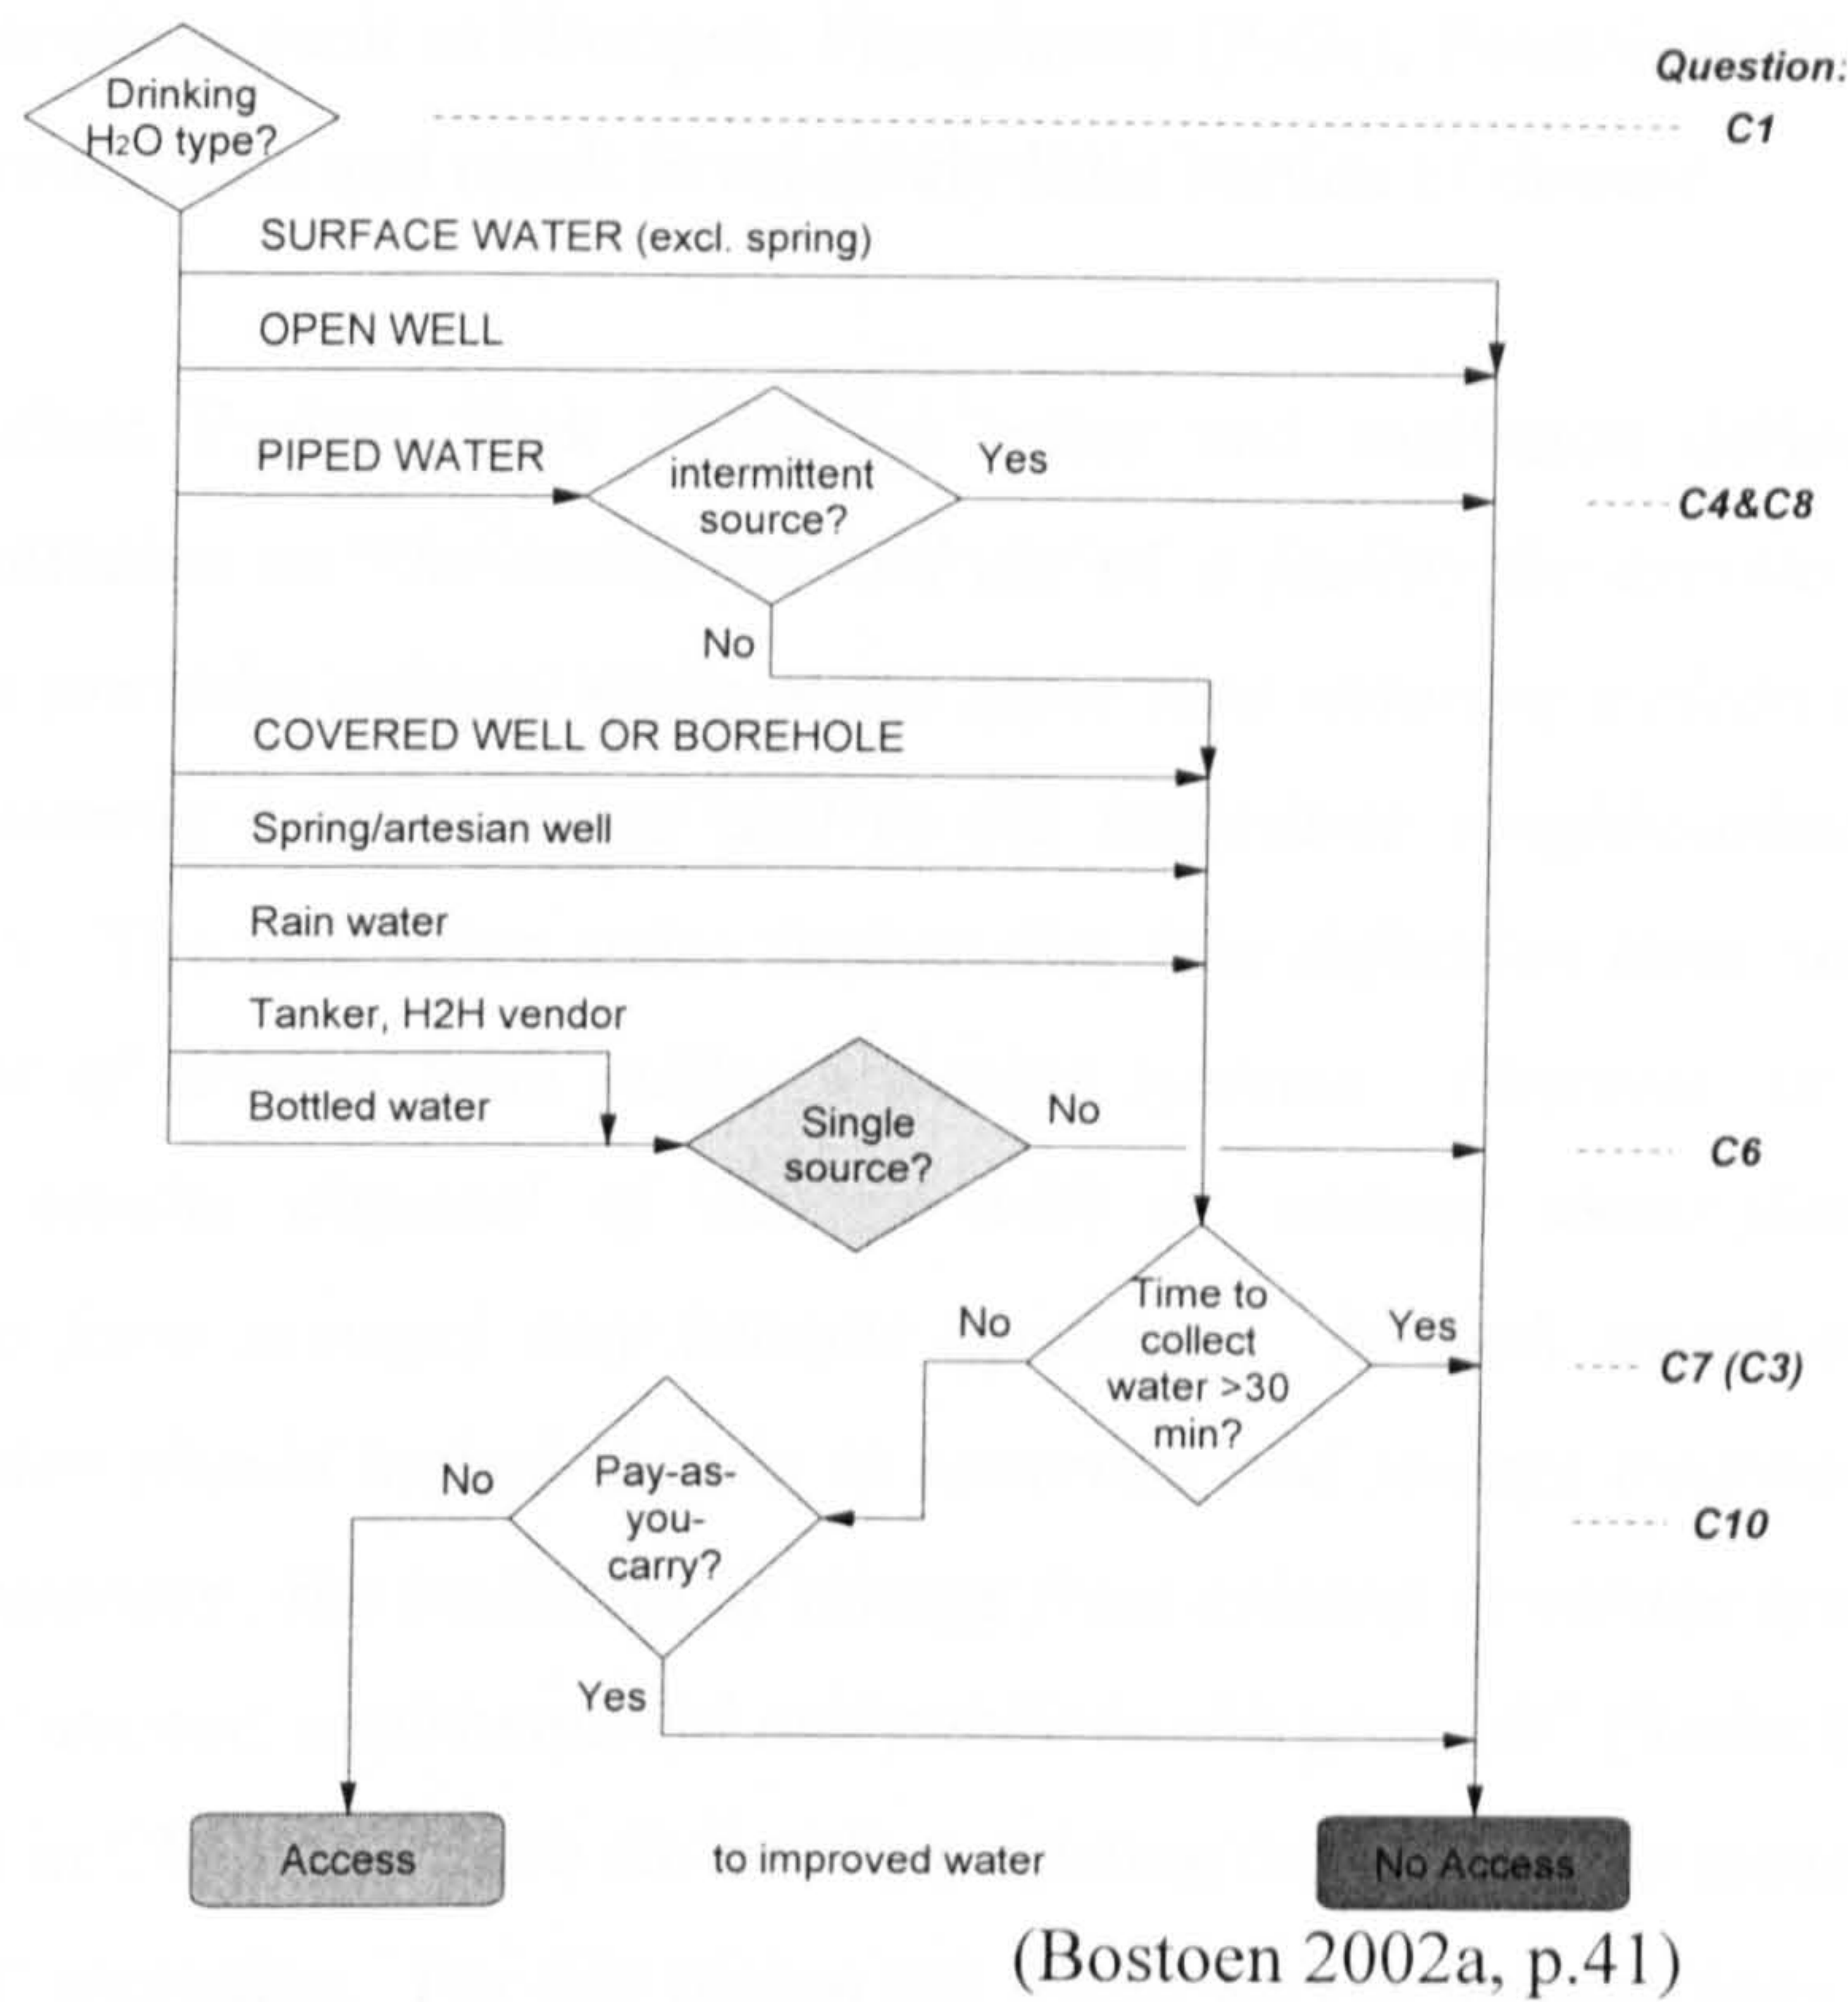 Question:
Drinking
H2O type?
C1
SURFACE WATER (excl. spring)
OPEN WELL
PIPED WATER
intermittent
source?
Yes
C4&C8
No
COVERED WELL OR BOREHOLE
Spring/artesian well
Rain water
Tanker, H2H vendor
Bottled water
Single
source?
No
C6
Time to
collect
water >30
min?
No
Yes
C7 (C3)
Pay-as-
you-
carry?
No
C10
Yes
Access
to improved water
No Access
(Bostoen 2002a, p.41)